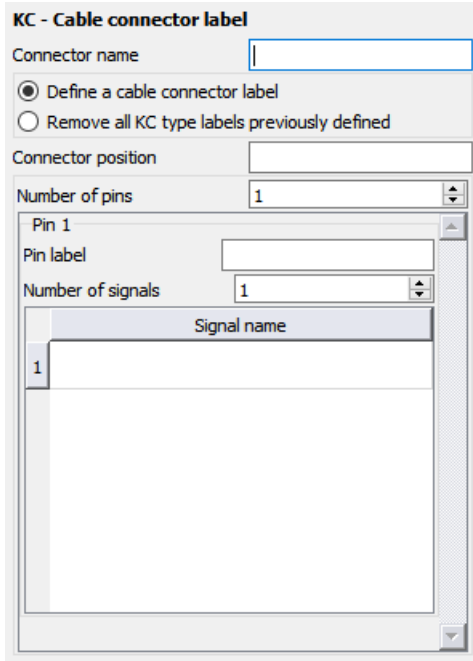 KC - Cable connector label
Connector name
Define a cable connector label
Remove all KC type labels previously defined
Connector position
Number of pins 1
Pin 1
Pin label
Number of signals 1
Signal name
1